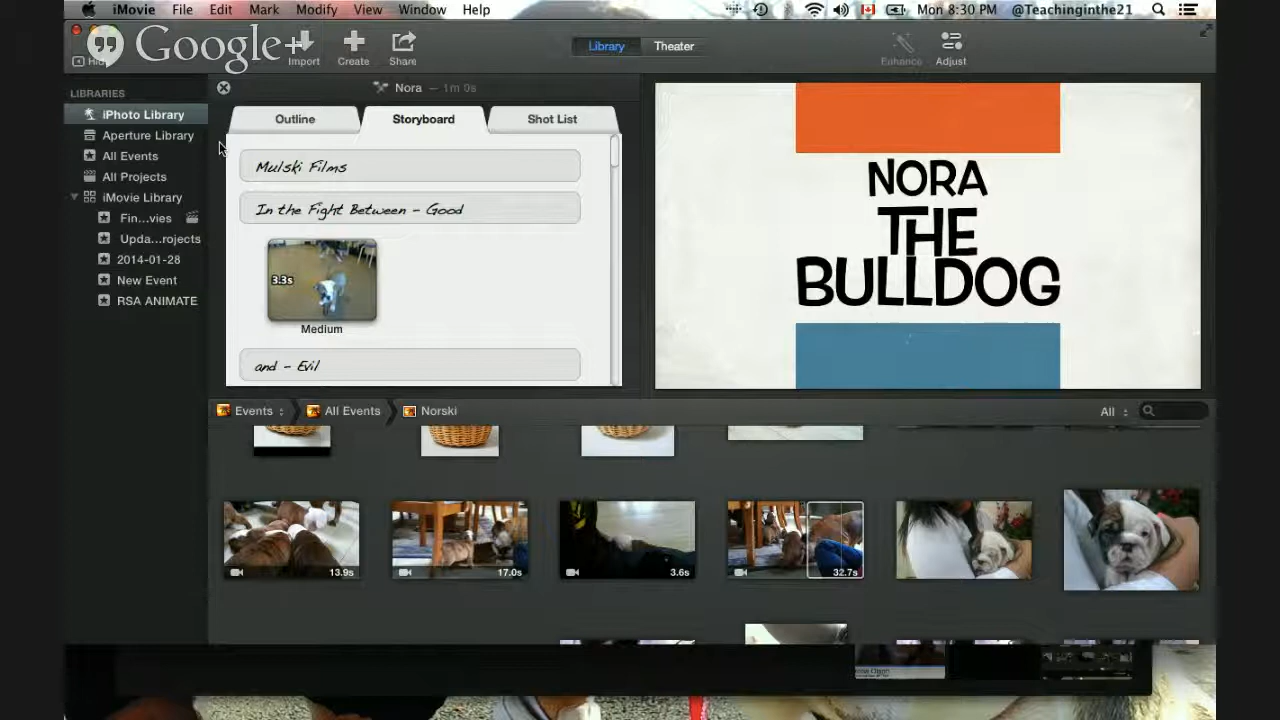 iMovie File Edit Mark Modify View Window Help Mon 8:30 PM @Teachinginthe21
Google+
Import Create Share Library Theater Enhance Adjust
LIBRARIES
iPhoto Library
Aperture Library
All Events
All Projects
iMovie Library
Fin...vies
Upda...rojects
2014-01-28
New Event
RSA ANIMATE
Nora – 1m 9s
Outline Storyboard Shot List
Mulski Films
In the Fight Between - Good
3.3s
Medium
and - Evil
NORA
THE
BULLDOG
Events All Events Norski All
13.9s 17.0s 3.6s 32.7s